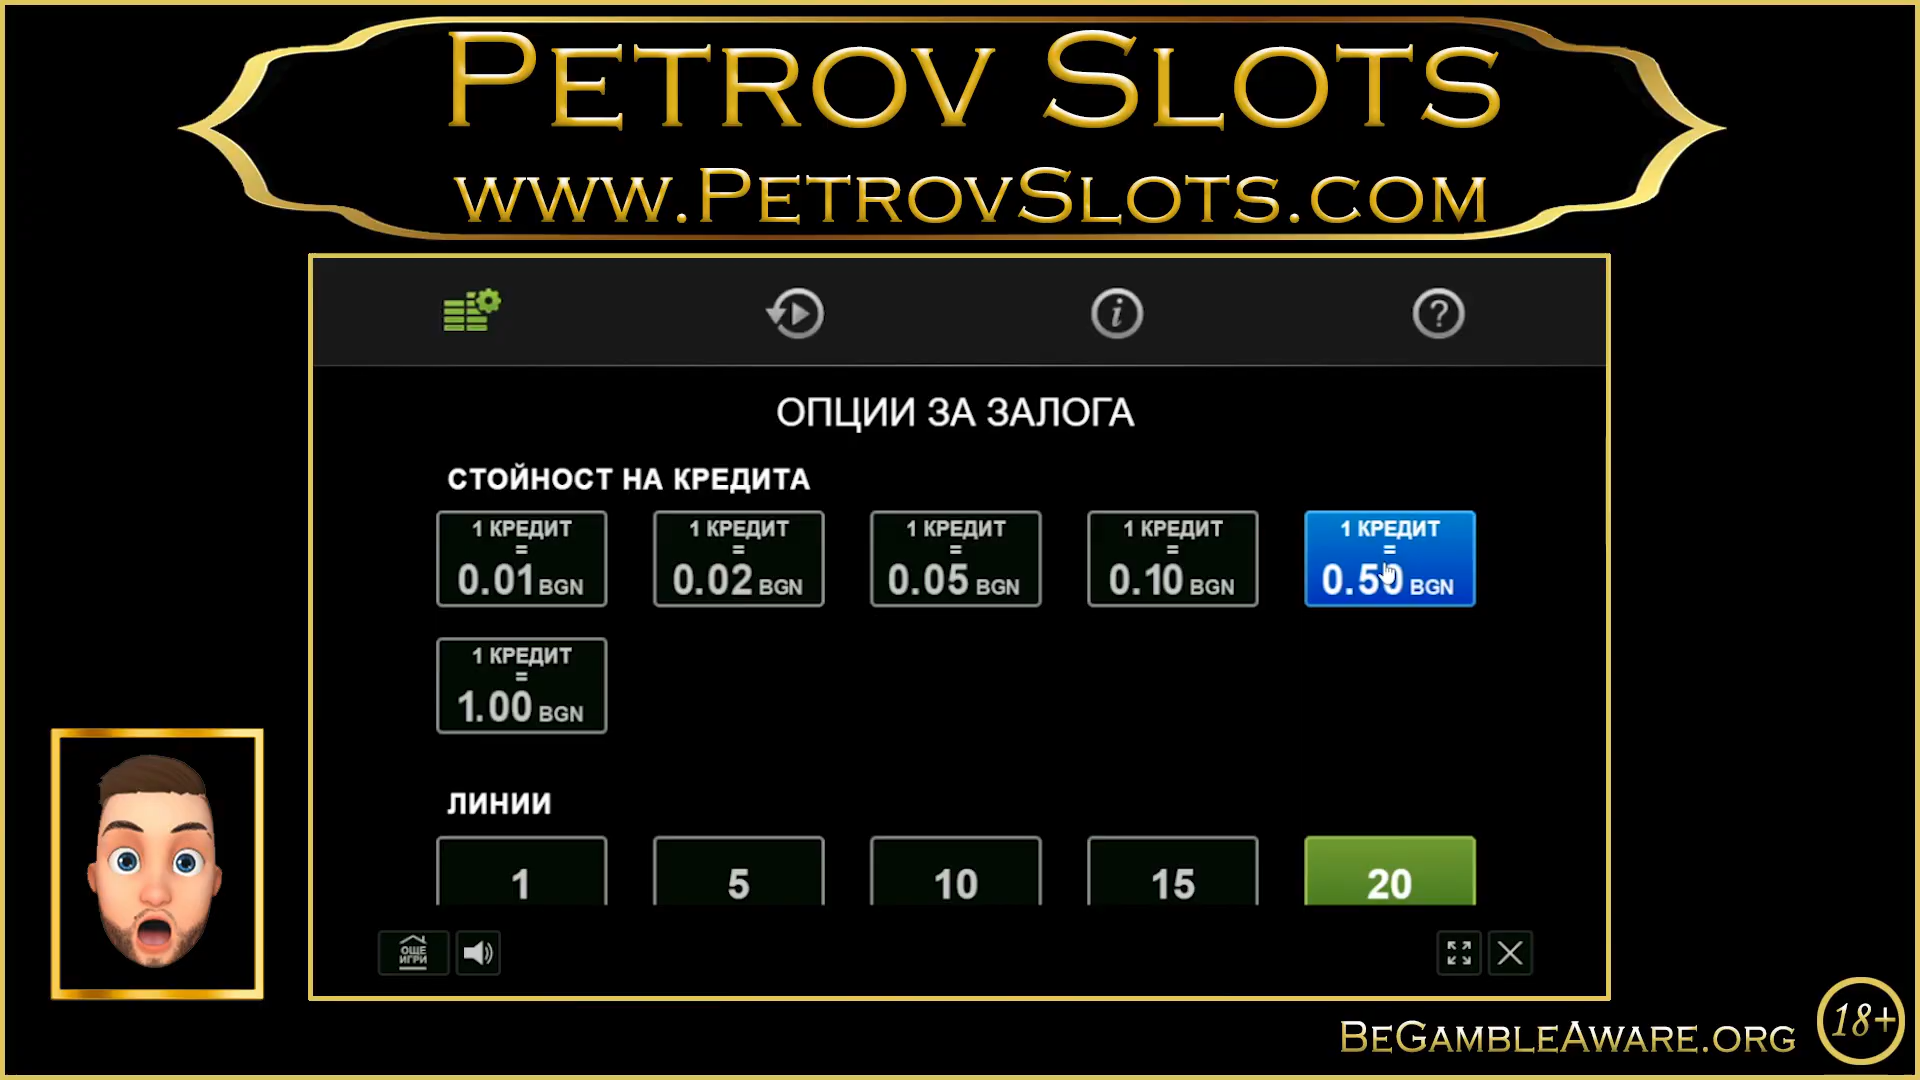 PETROV SLOTS
WWW.PETROVSLOTS.COM
ОПЦИИ ЗА ЗАЛОГА
СТОЙНОСТ НА КРЕДИТА
1 КРЕДИТ = 0.01 BGN
1 КРЕДИТ = 0.02 BGN
1 КРЕДИТ = 0.05 BGN
1 КРЕДИТ = 0.10 BGN
1 КРЕДИТ = 0.50 BGN
1 КРЕДИТ = 1.00 BGN
ЛИНИИ
1 5 10 15 20
ОЩЕ
ИГРИ
BEGAMBLEAWARE.ORG 18+